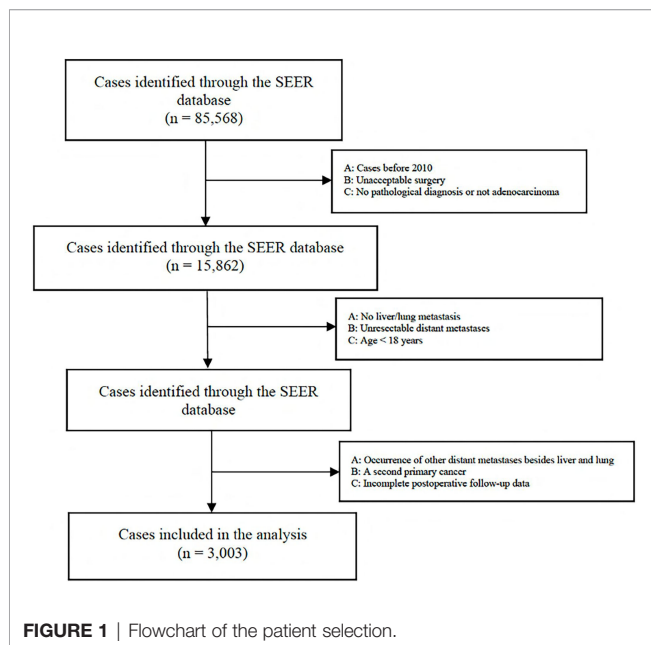 Cases identified through the SEER
database
(n = 85,568)
A: Cases before 2010
B: Unacceptable surgery
C: No pathological diagnosis or not adenocarcinoma
Cases identified through the SEER database
(n = 15,862)
A: No liver/lung metastasis
B: Unresectable distant metastases
C: Age < 18 years
Cases identified through the SEER
database
A: Occurrence of other distant metastases besides liver and lung
B: A second primary cancer
C: Incomplete postoperative follow-up data
Cases included in the analysis
(n = 3,003)
FIGURE 1 | Flowchart of the patient selection.